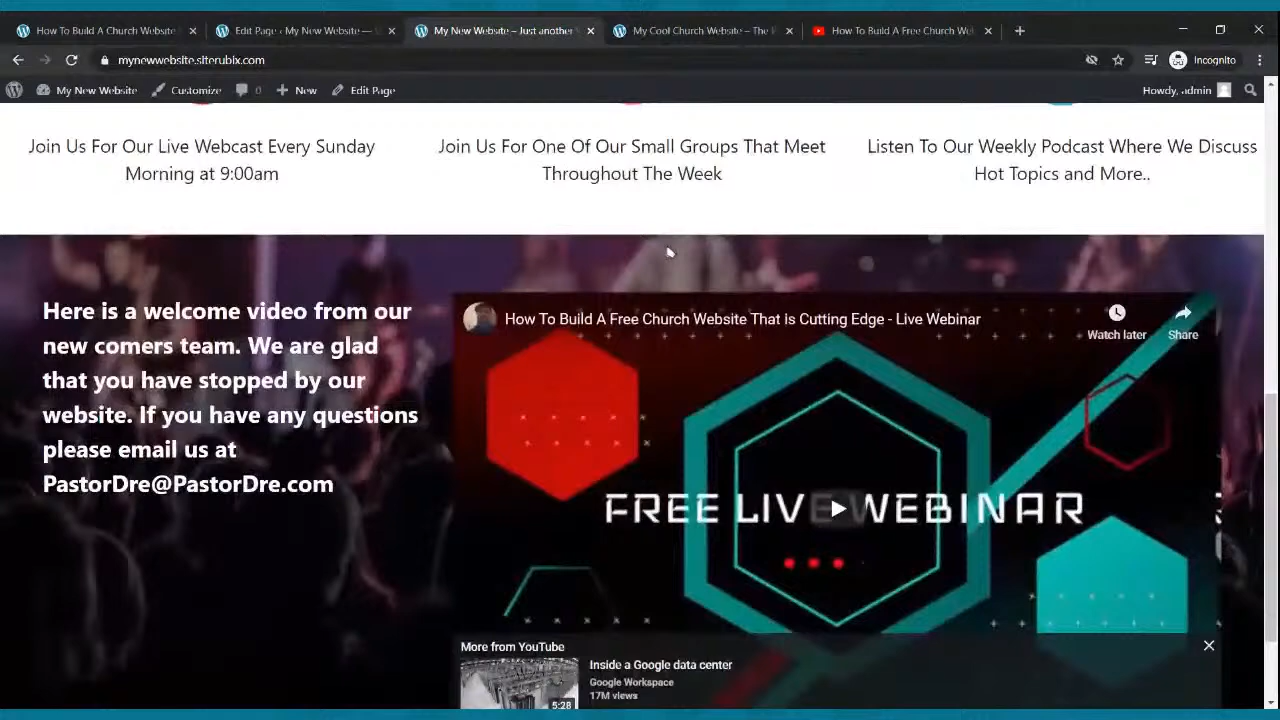 How To Build A Church Website
Edit Page ‹ My New Website —
My New Website – Just another
My Cool Church Website – The
How To Build A Free Church We
mynewwebsite.siterubix.com
Incognito
My New Website
Customize
0
New
Edit Page
Howdy, admin
Join Us For Our Live Webcast Every Sunday
Morning at 9:00am
Join Us For One Of Our Small Groups That Meet
Throughout The Week
Listen To Our Weekly Podcast Where We Discuss
Hot Topics and More..
Here is a welcome video from our
new comers team. We are glad
that you have stopped by our
website. If you have any questions
please email us at
PastorDre@PastorDre.com
How To Build A Free Church Website That is Cutting Edge - Live Webinar
Watch later
Share
FREE LIVE WEBINAR
More from YouTube
Inside a Google data center
Google Workspace
17M views
5:28